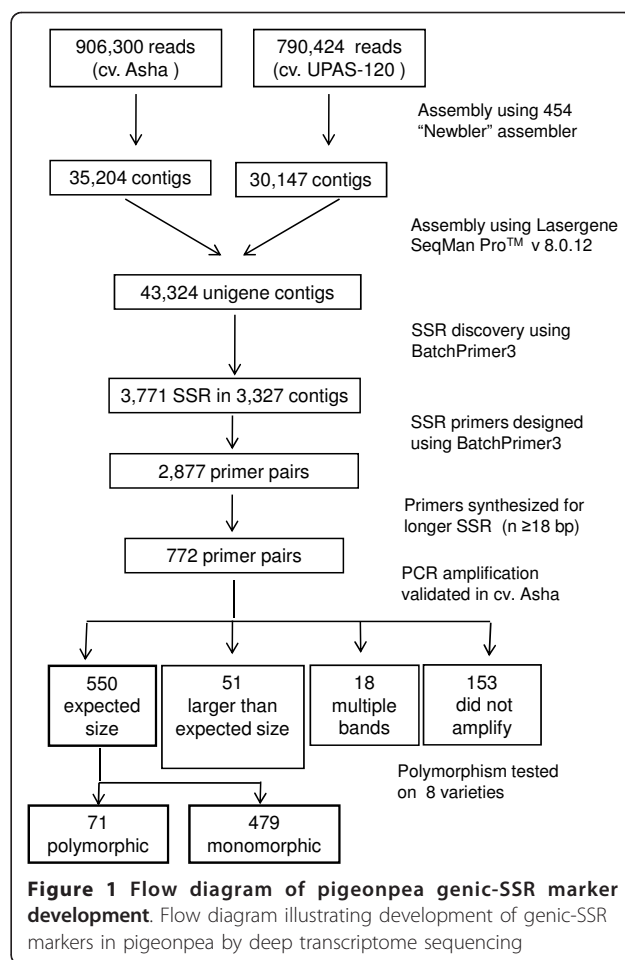 906,300 reads
(cv. Asha )
790,424 reads
(cv. UPAS-120 )
Assembly using 454
“Newbler” assembler
35,204 contigs
30,147 contigs
Assembly using Lasergene
SeqMan Pro™ v 8.0.12
43,324 unigene contigs
SSR discovery using
BatchPrimer3
3,771 SSR in 3,327 contigs
SSR primers designed
using BatchPrimer3
2,877 primer pairs
Primers synthesized for
longer SSR (n ≥18 bp)
772 primer pairs
PCR amplification
validated in cv. Asha
550
expected
size
51
larger than
expected size
18
multiple
bands
153
did not
amplify
Polymorphism tested
on 8 varieties
71
polymorphic
479
monomorphic
Figure 1 Flow diagram of pigeonpea genic-SSR marker
development. Flow diagram illustrating development of genic-SSR
markers in pigeonpea by deep transcriptome sequencing